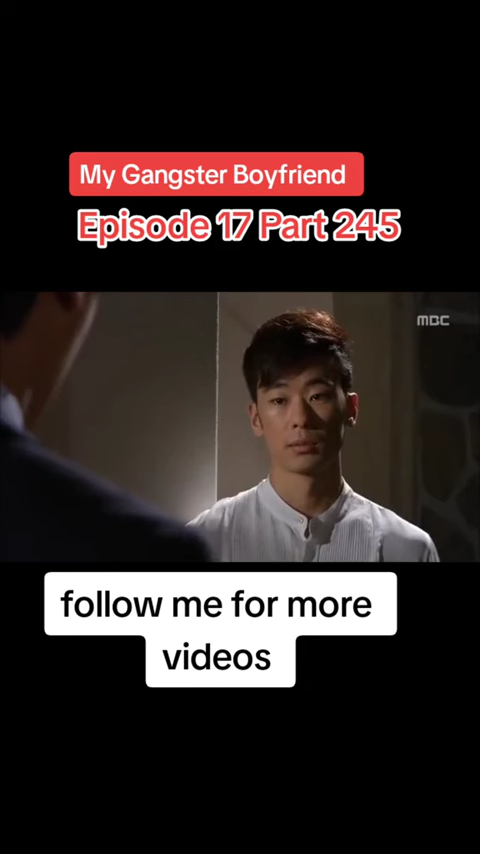 My Gangster Boyfriend
Episode 17 Part 245
MBC
follow me for more
videos